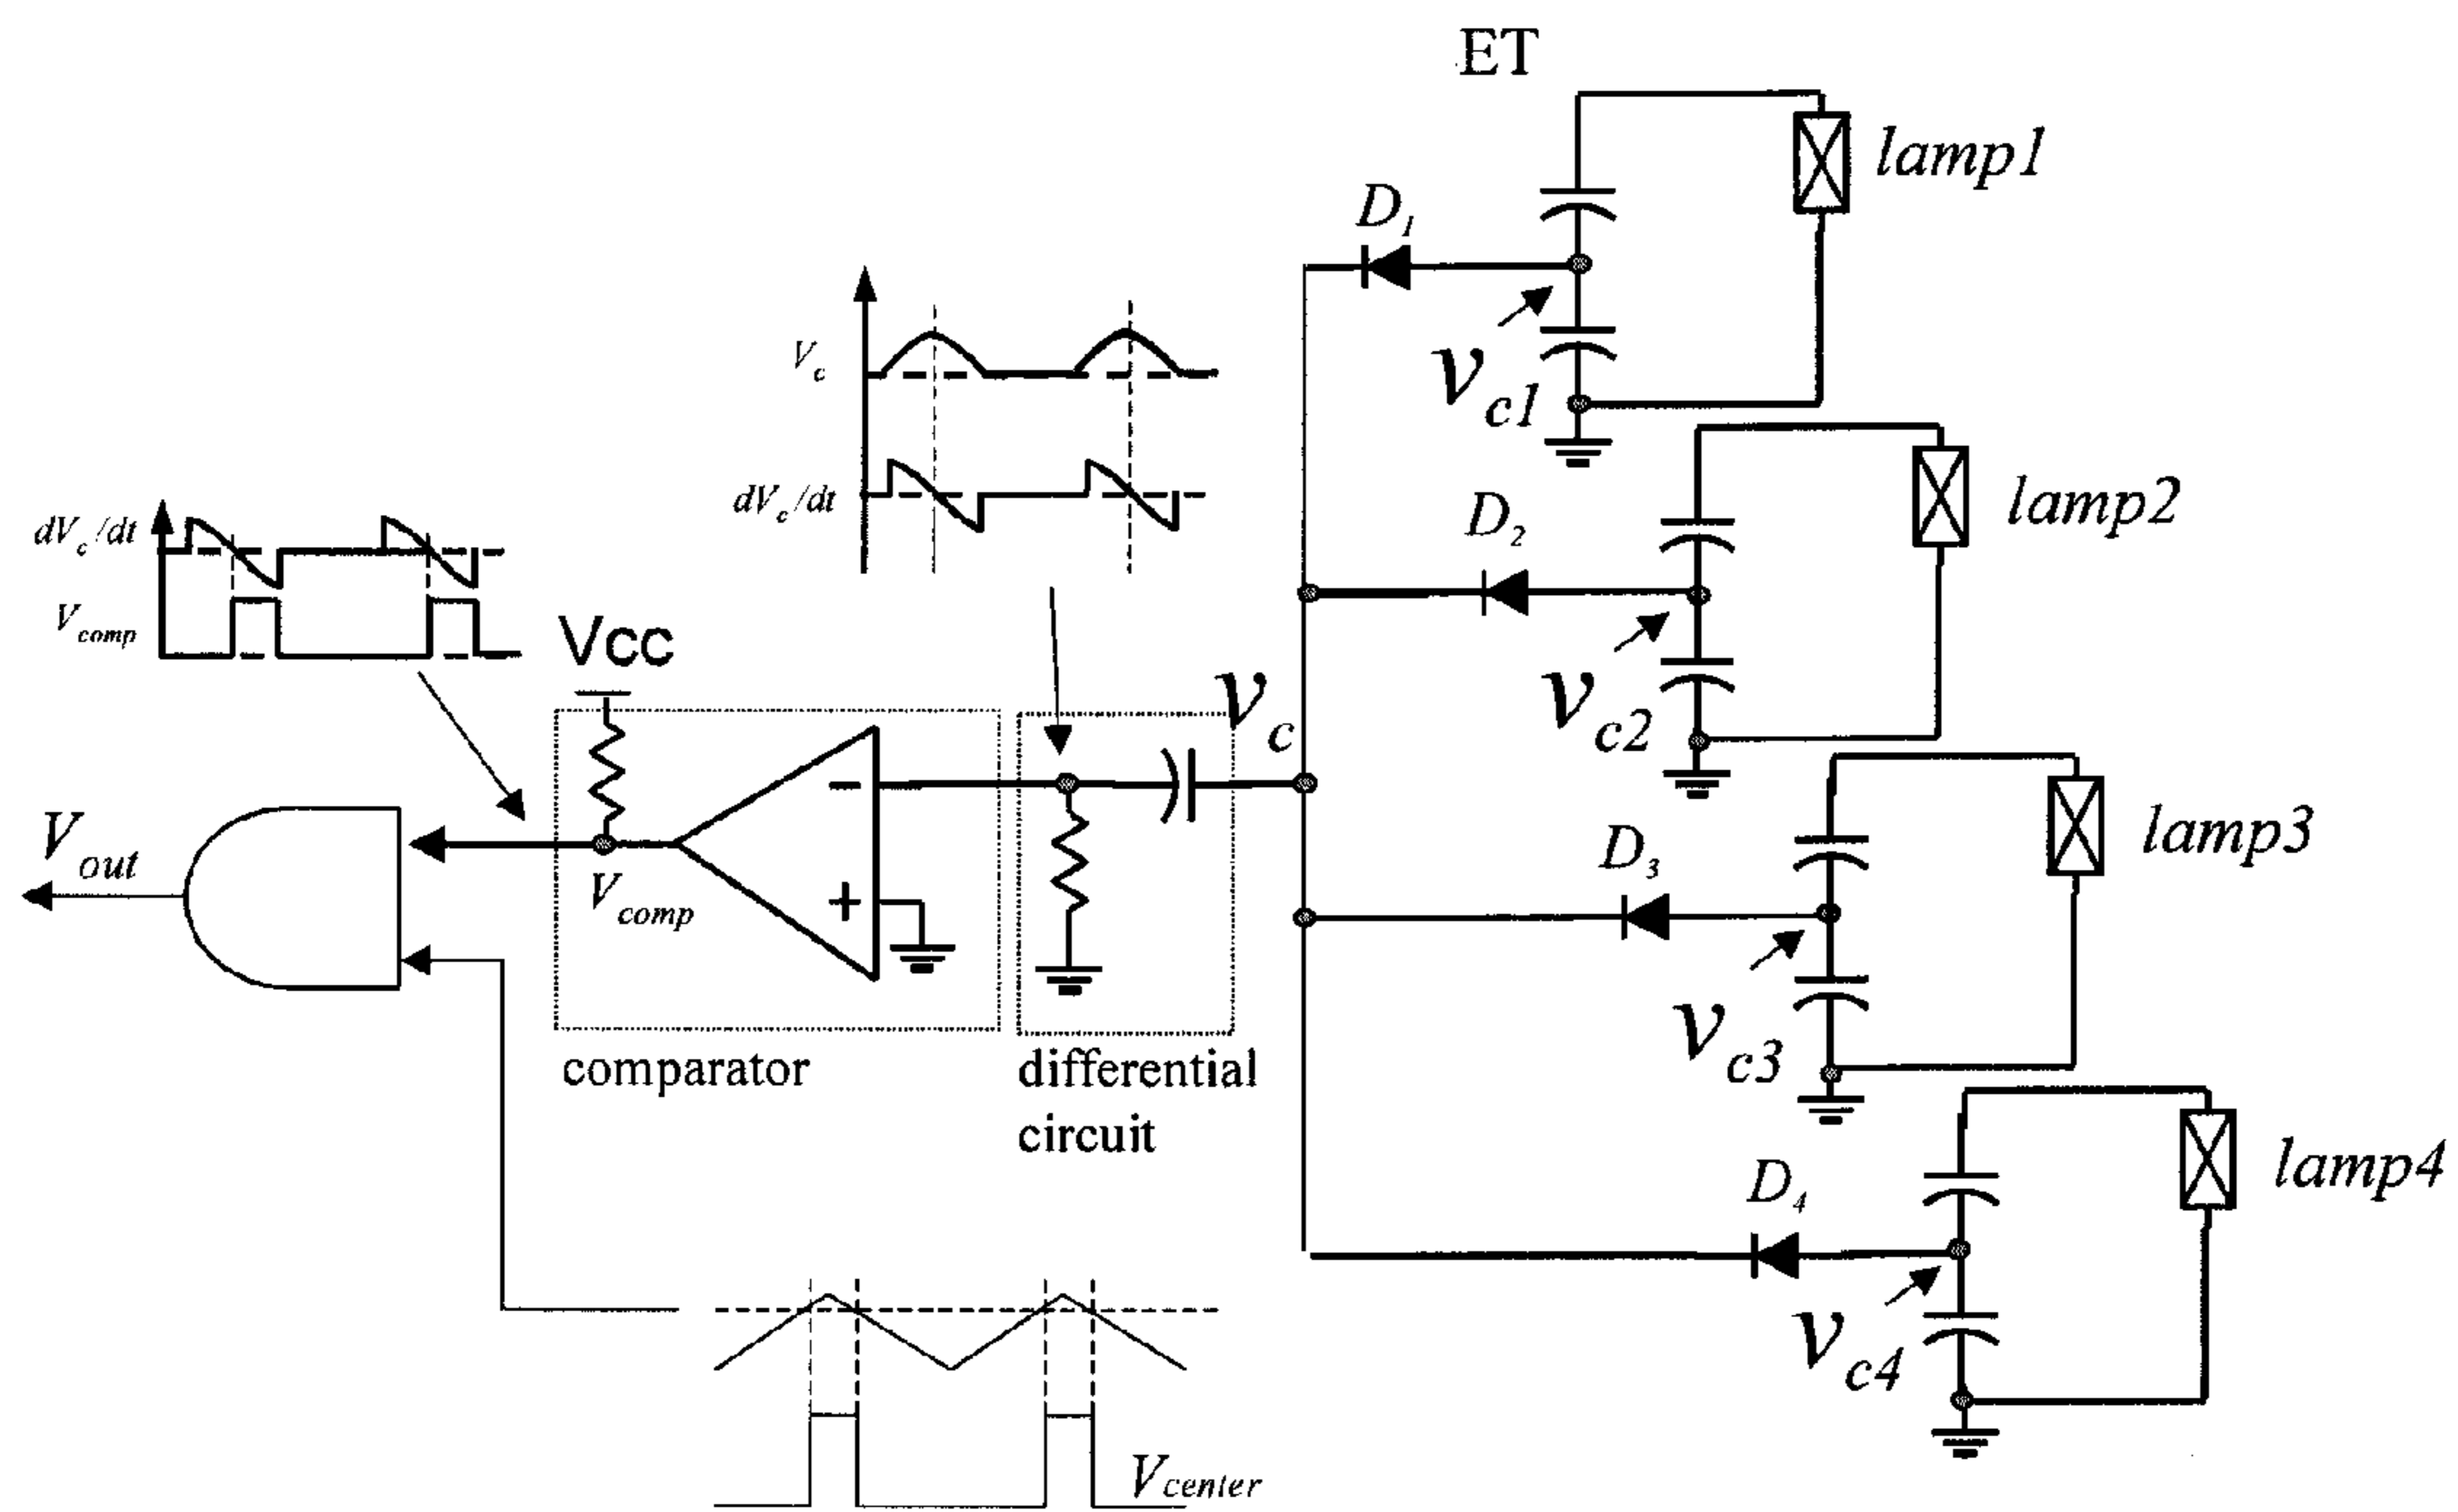 ET
lamp1
D1
Vc
vc1
lamp2
dVc/dt
D2
dVc/dt
Vcomp
Vcc
vc
vc2
lamp3
Vout
−
D3
Vcomp
+
vc3
comparator
differential
circuit
lamp4
D4
vc4
Vcenter